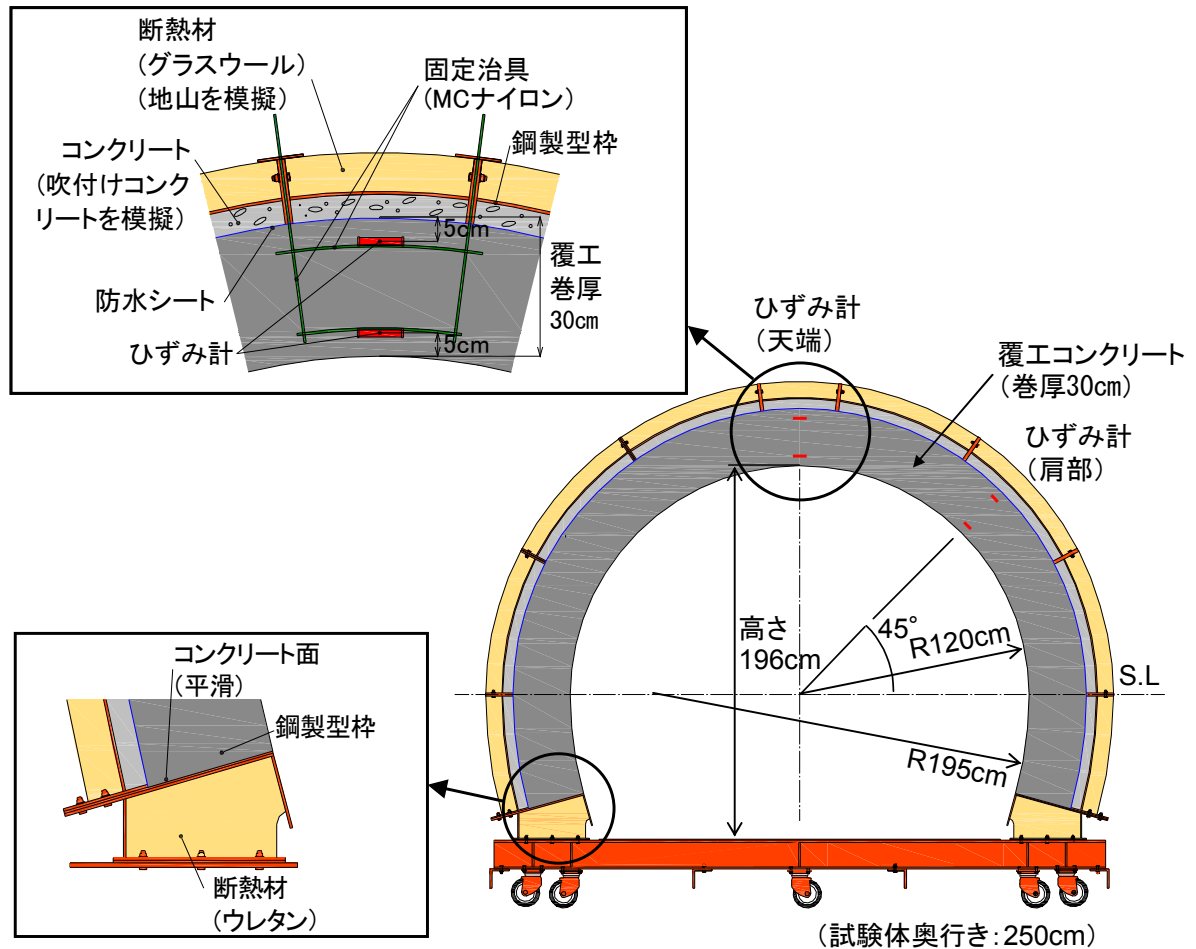 断熱材
(グラスウール)
(地山を模擬)
固定治具
(MCナイロン)
コンクリート
(吹付けコンク
リートを模擬)
鋼製型枠
5cm
覆工
巻厚
30㎝
防水シート
ひずみ計
5cm
ひずみ計
(天端)
覆工コンクリート
(巻厚30cm)
ひずみ計
(肩部)
高さ
196cm
45°
R120cm
S.L
R195cm
コンクリート面
(平滑)
鋼製型枠
断熱材
(ウレタン)
(試験体奥行き:250cm)